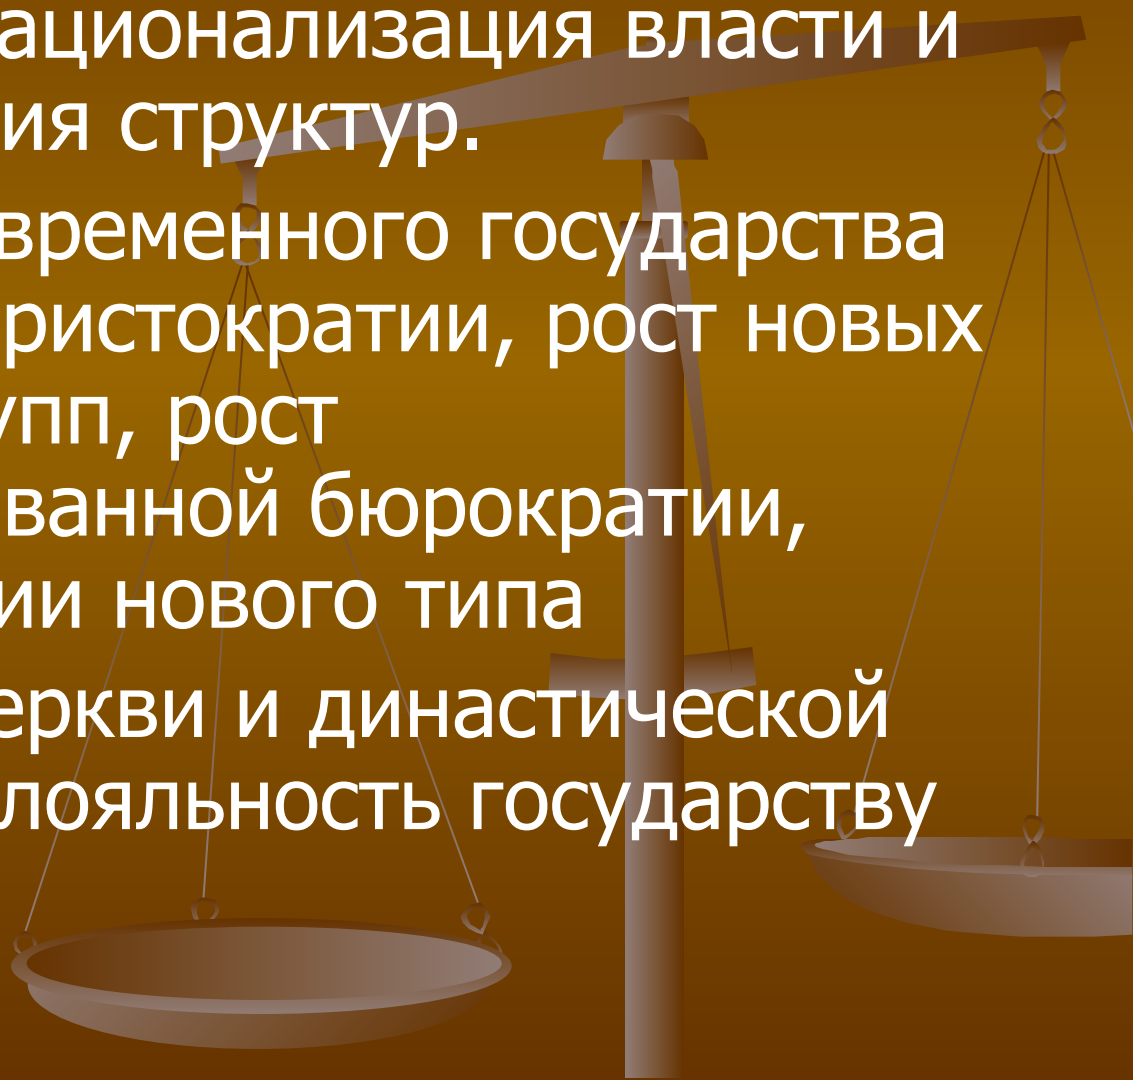 ационализация власти и
ия структур.
временного государства
ристократии, рост новых
упп, рост
ванной бюрократии,
ии нового типа
еркви и династической
лояльность государству